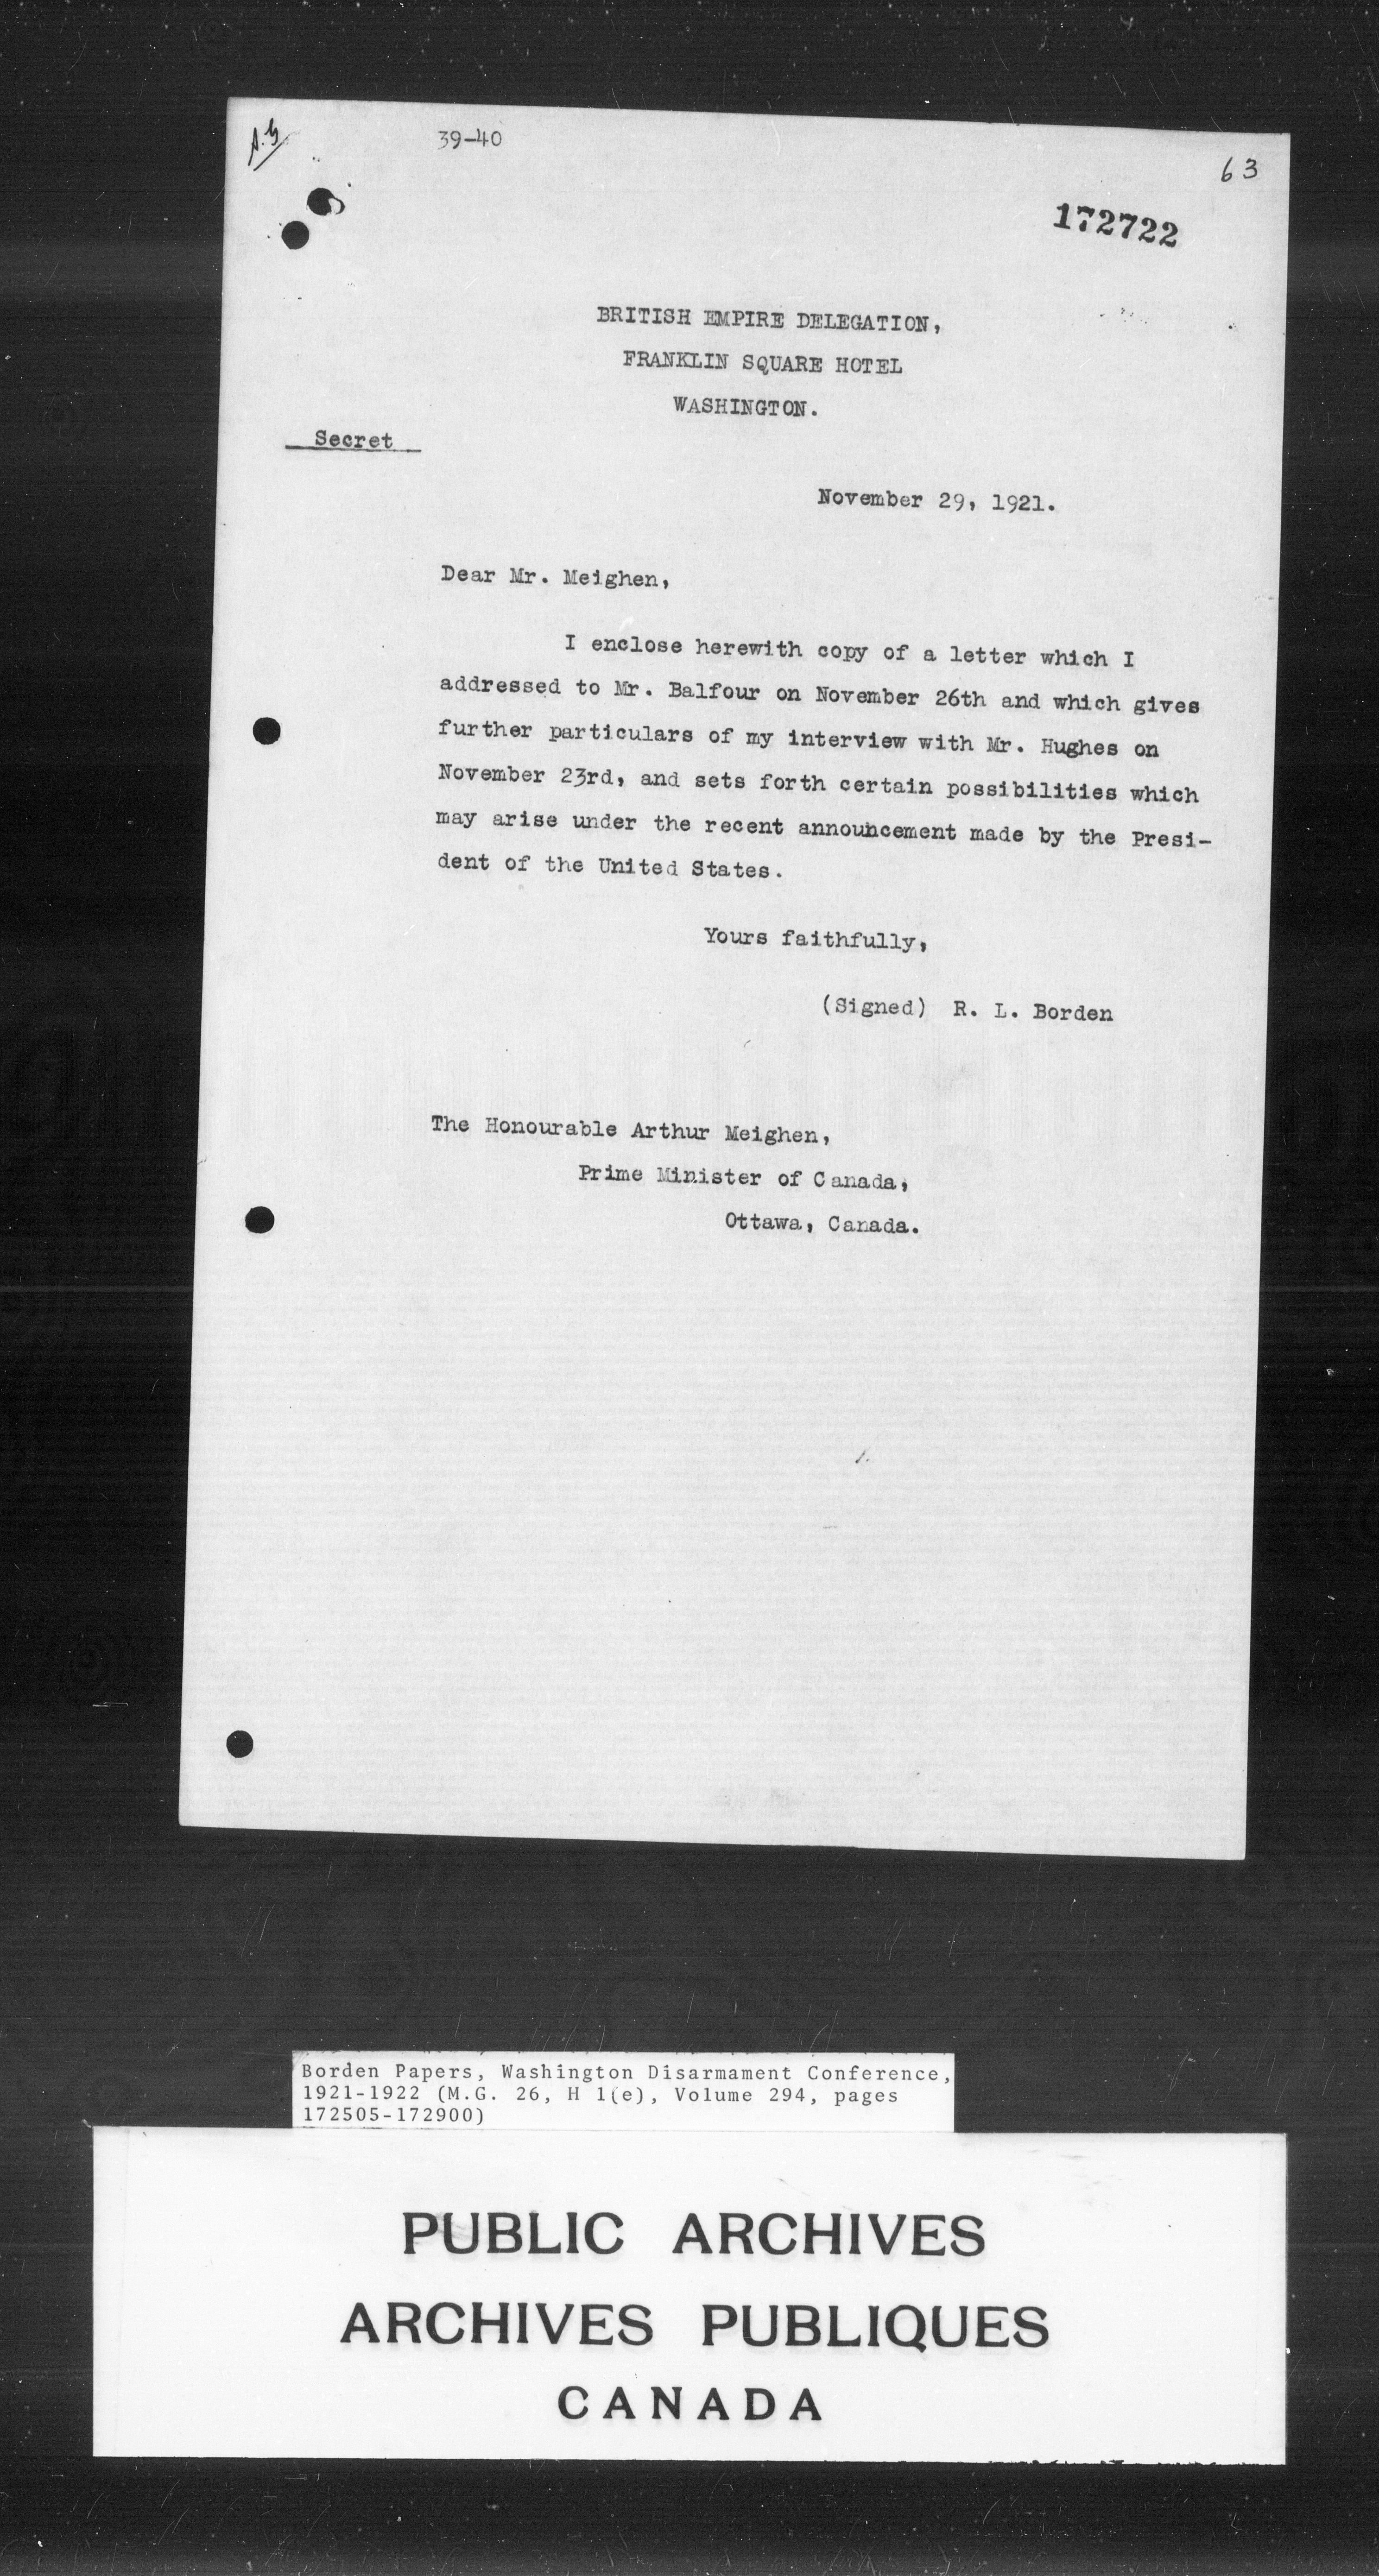 39-40
63
172722
BRITISH EMPIRE DELEGATION,
FRANKLIN SQUARE HOTEL
WASHINGTON.
Secret
November 29, 1921.
Dear Mr. Meighen,
I enclose herewith copy of a letter which I
addressed to Mr. Balfour on November 26th and which gives
further particulars of my interview with Mr. Hughes on
November 23rd, and sets forth certain possibilities which
may arise under the recent announcement made by the Presi-
dent of the United States.
Yours faithfully,
(Signed) R. L. Borden
The Honourable Arthur Meighen,
Prime Minister of Canada,
Ottawa, Canada.
Borden Papers, Washington Disarmament Conference,
1921-1922 (M.G. 26, H 1(e), Volume 294, pages
172505-172900)
PUBLIC ARCHIVES
ARCHIVES PUBLIQUES
CANADA